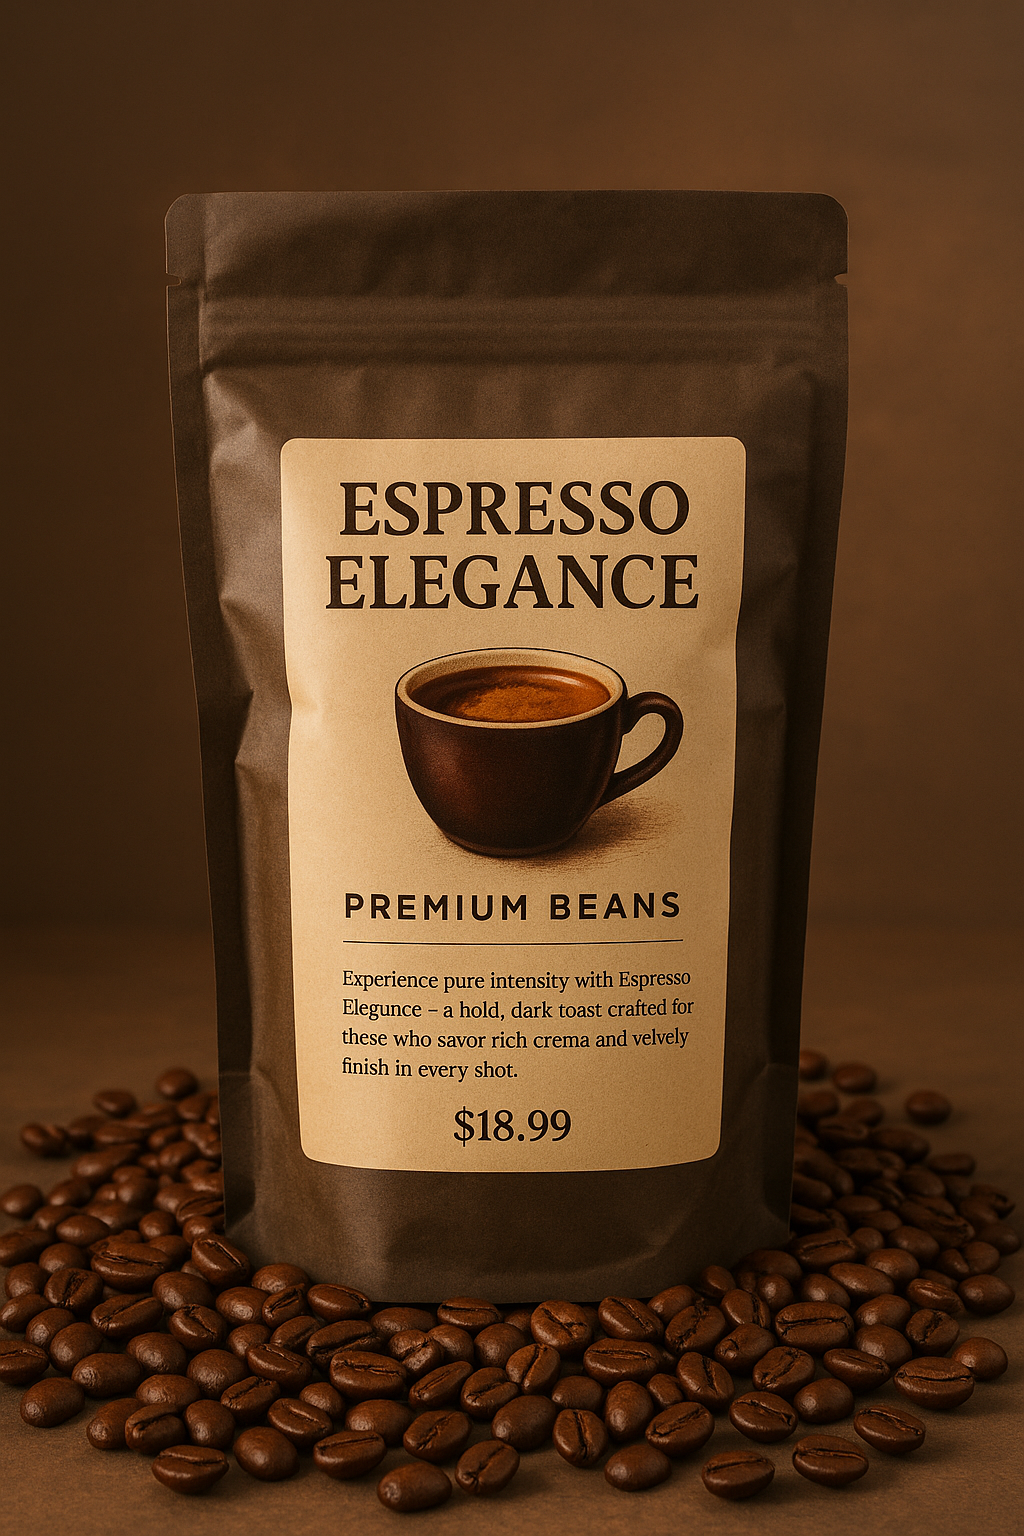 ESPRESSO
ELEGANCE
PREMIUM BEANS
Experience pure intensity with Espresso
Elegunce – a hold, dark toast crafted for
these who savor rich crema and velvely
finish in every shot.
$18.99